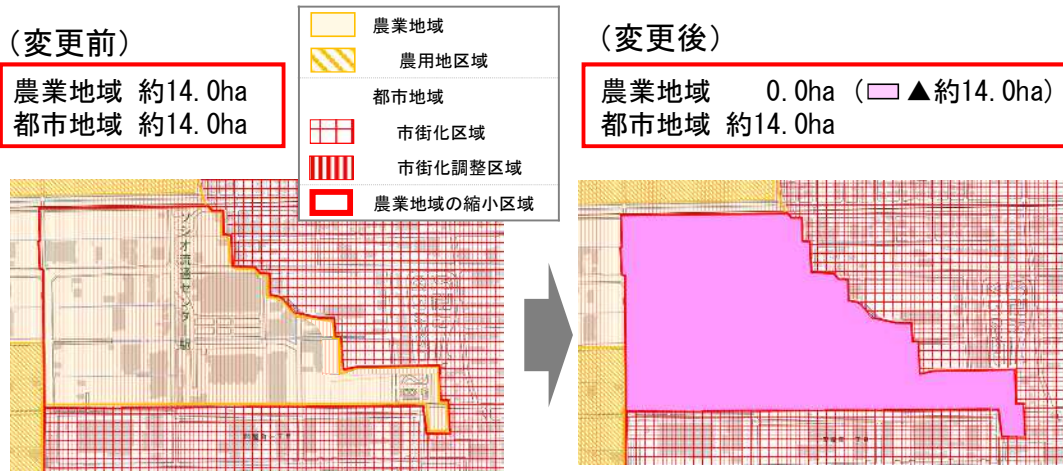 (変更前)
農業地域 約14.0ha
都市地域 約14.0ha
農業地域
農用地区域
都市地域
市街化区域
市街化調整区域
農業地域の縮小区域
(変更後)
農業地域 0.0ha (▲約14.0ha)
都市地域 約14.0ha
ソシオ流通センター駅